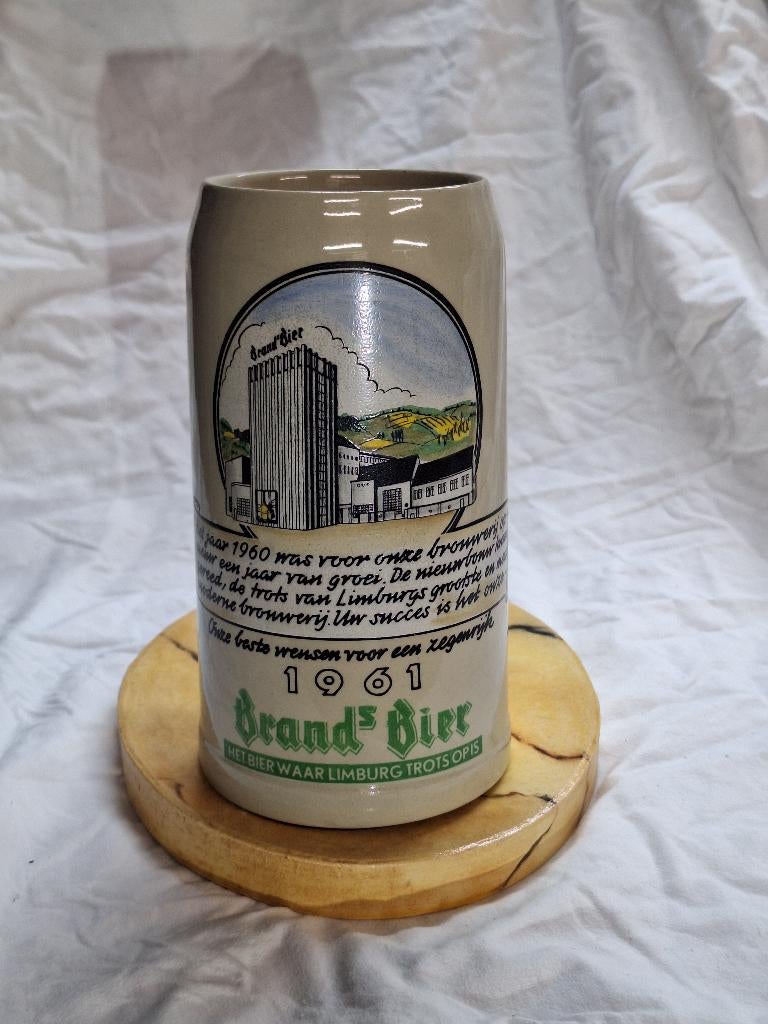 Brand's Bier
jaar 1960 was voor onze brouwerij
een jaar van groei. De nieuwbouw
de trots van Limburgs grootste en
brouwerij. Uw succes is het onze
Onze beste wensen voor een zegenrijk
1961
Brand's Bier
HET BIER WAAR LIMBURG TROTS OP IS